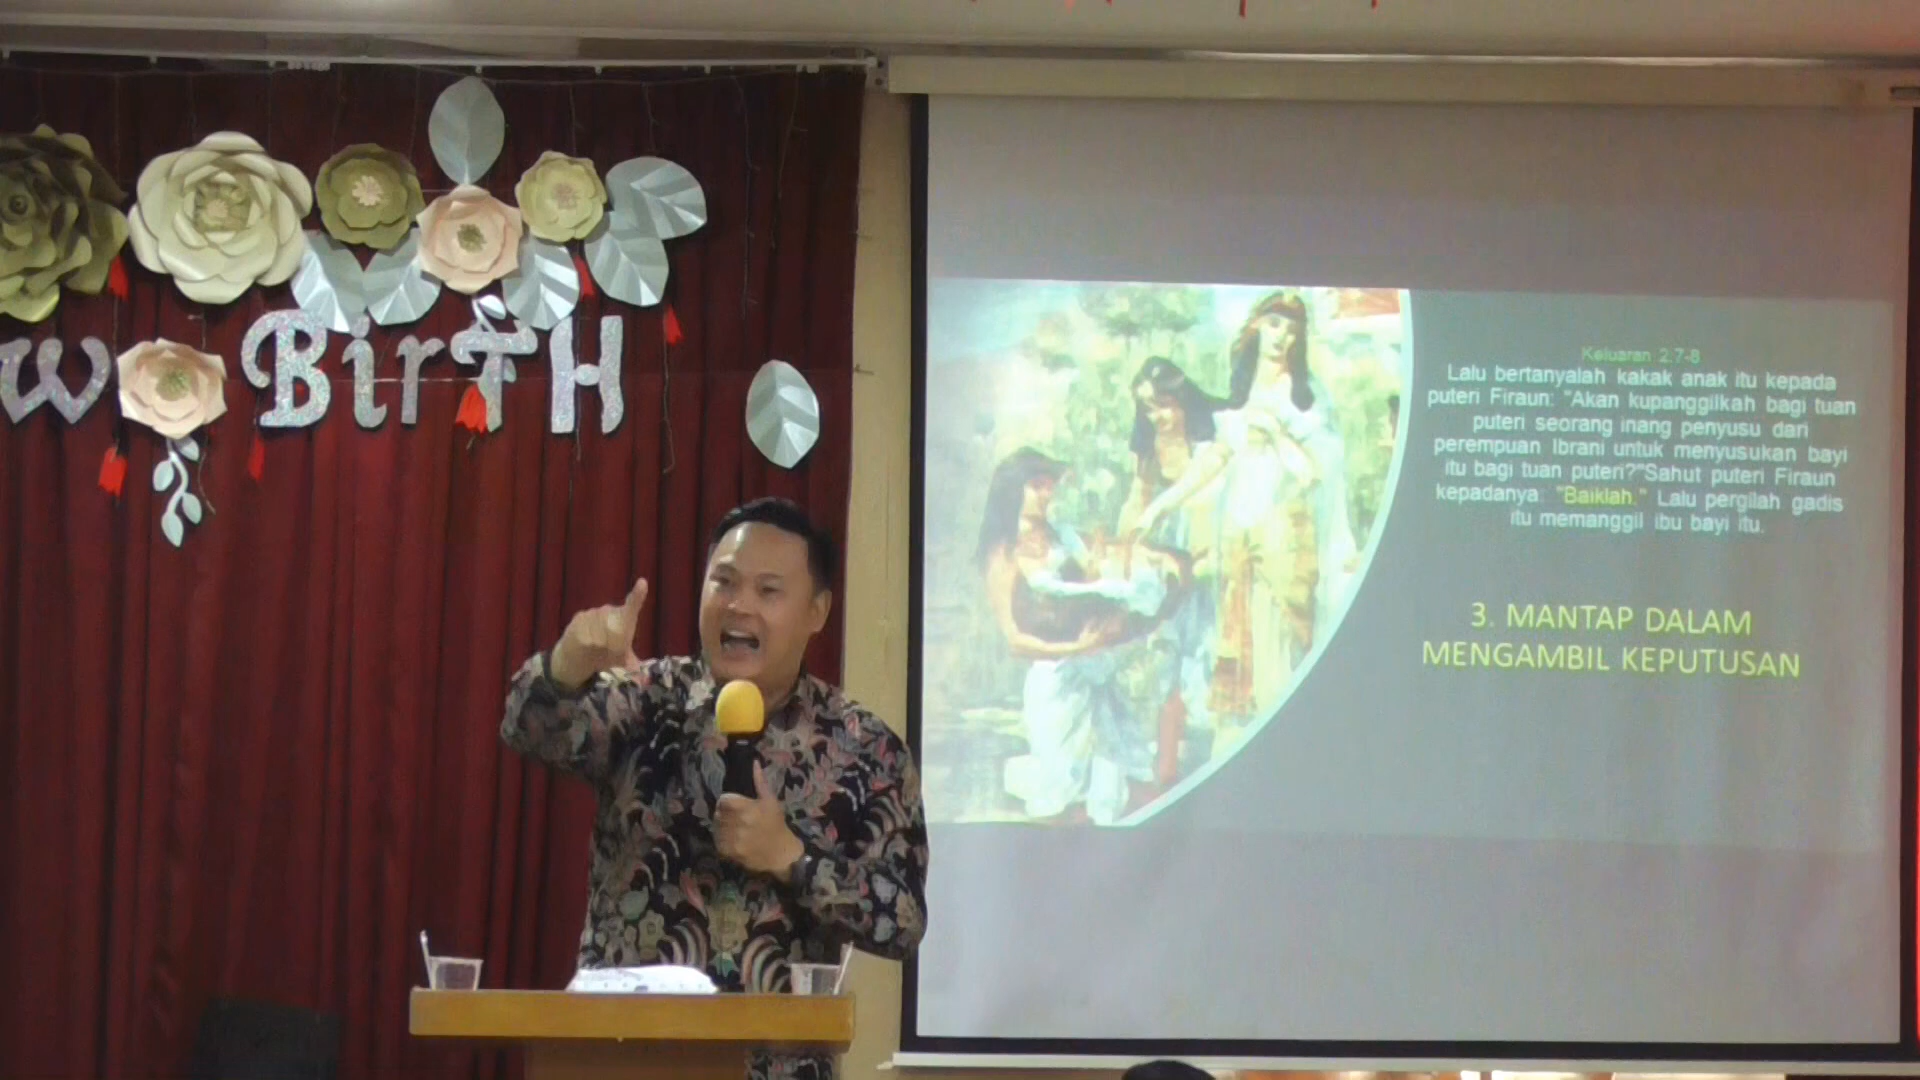 w Birth
Keluaran 2:7-8
Lalu bertanyalah kakak anak itu kepada
puteri Firaun: "Akan kupanggilkah bagi tuan
puteri seorang inang penyusu dari
perempuan Ibrani untuk menyusukan bayi
itu bagi tuan puteri?"Sahut puteri Firaun
kepadanya: "Baiklah." Lalu pergilah gadis
itu memanggil ibu bayi itu.
3. MANTAP DALAM
MENGAMBIL KEPUTUSAN